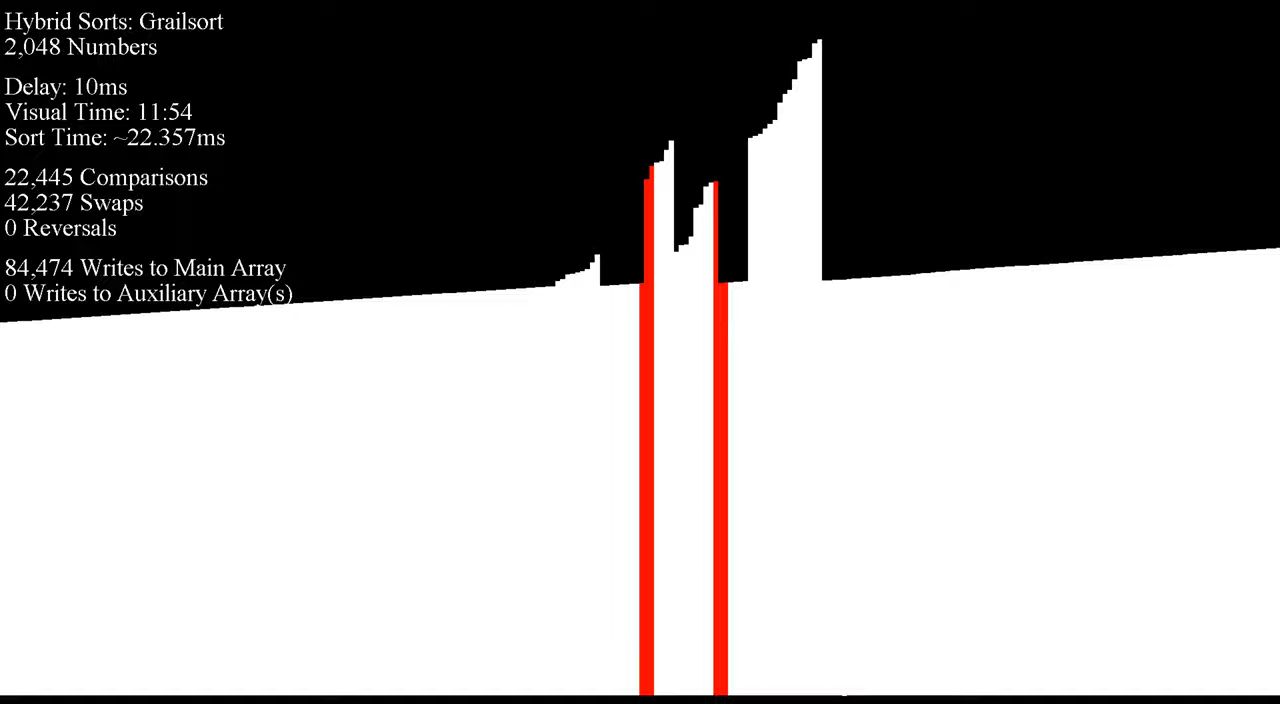 Hybrid Sorts: Grailsort
2,048 Numbers
Delay: 10ms
Visual Time: 11:54
Sort Time: ~22.357ms
22,445 Comparisons
42,237 Swaps
0 Reversals
84,474 Writes to Main Array
0 Writes to Auxiliary Array(s)